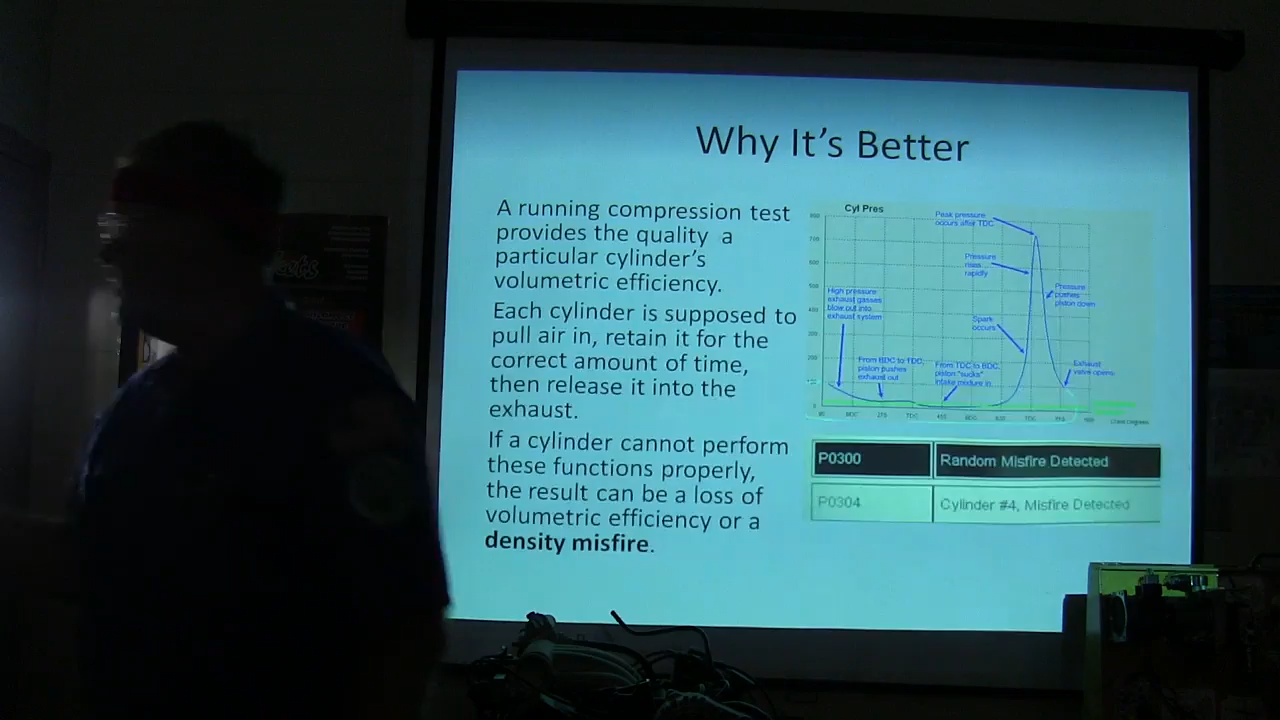 Why It's Better
A running compression test
provides the quality a
particular cylinder's
volumetric efficiency.
Each cylinder is supposed to
pull air in, retain it for the
correct amount of time,
then release it into the
exhaust.
If a cylinder cannot perform
these functions properly,
the result can be a loss of
volumetric efficiency or a
density misfire.
Cyl Pres
Peak pressure
occurs after TDC
Pressure
rises
rapidly
Pressure
pushes
piston down
High pressure
exhaust gasses
blow out into
exhaust system
Spark
occurs
From BDC to TDC,
piston pushes
exhaust out
From TDC to BDC,
piston "sucks"
intake mixture in
Exhaust
valve opens
P0300 Random Misfire Detected
P0304 Cylinder #4, Misfire Detected